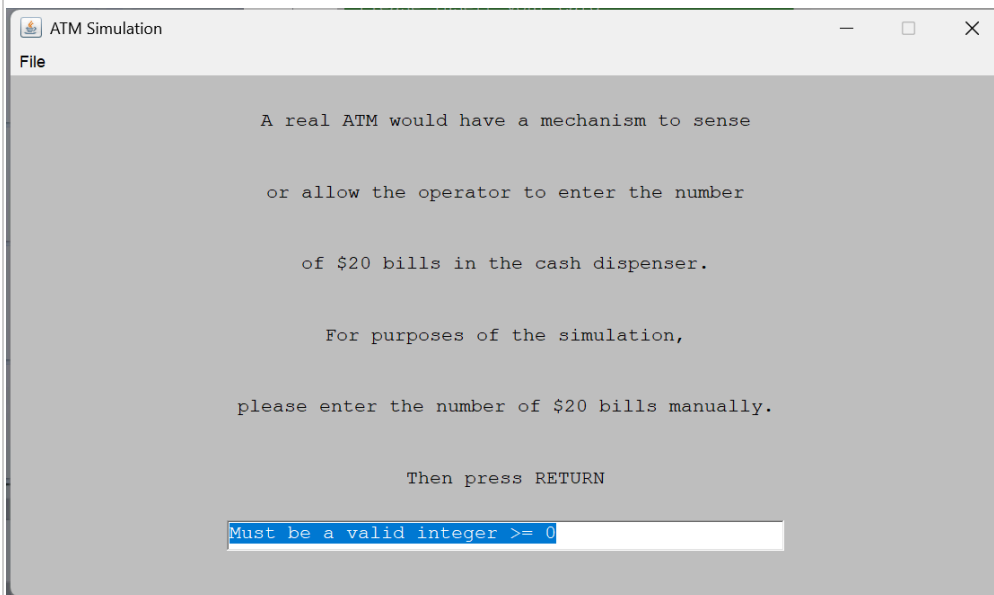 ATM Simulation
File
A real ATM would have a mechanism to sense
or allow the operator to enter the number
of $20 bills in the cash dispenser.
For purposes of the simulation,
please enter the number of $20 bills manually.
Then press RETURN
Must be a valid integer >= 0